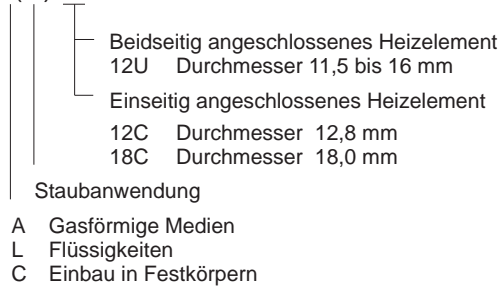 Beidseitig angeschlossenes Heizelement
12U Durchmesser 11,5 bis 16 mm
Einseitig angeschlossenes Heizelement
12C Durchmesser 12,8 mm
18C Durchmesser 18,0 mm
Staubanwendung
A Gasförmige Medien
L Flüssigkeiten
C Einbau in Festkörpern